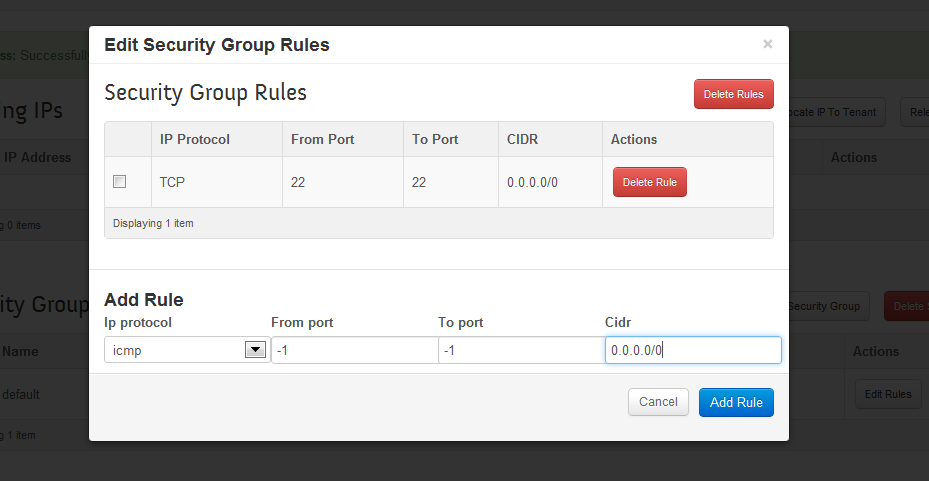 Edit Security Group Rules ×
ss: Successfully
Security Group Rules Delete Rules
ng IPs
ocate IP To Tenant Rele
IP Protocol From Port To Port CIDR Actions
IP Address Actions
TCP 22 22 0.0.0.0/0 Delete Rule
Displaying 1 item
g 0 items
Add Rule
ity Group
Security Group Delete
Ip protocol From port To port Cidr
icmp -1 -1 0.0.0.0/0
Name Actions
default Edit Rules
Cancel Add Rule
g 1 item